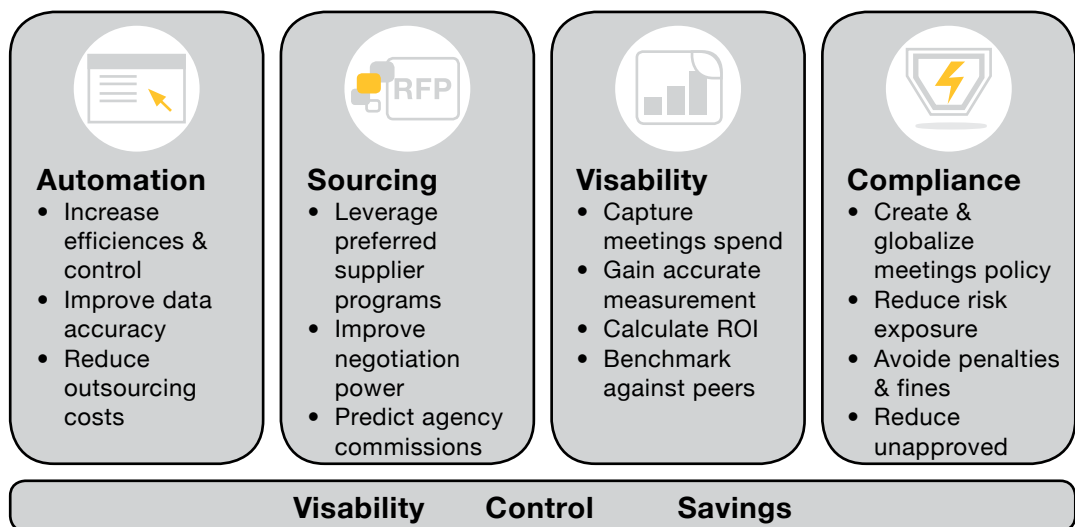 RFP
Automation
• Increase
efficiences &
control
• Improve data
accuracy
• Reduce
outsourcing
costs
Sourcing
• Leverage
preferred
supplier
programs
• Improve
negotiation
power
• Predict agency
commissions
Visability
• Capture
meetings spend
• Gain accurate
measurement
• Calculate ROI
• Benchmark
against peers
Compliance
• Create &
globalize
meetings policy
• Reduce risk
exposure
• Avoide penalties
& fines
• Reduce
unapproved
Visability Control Savings